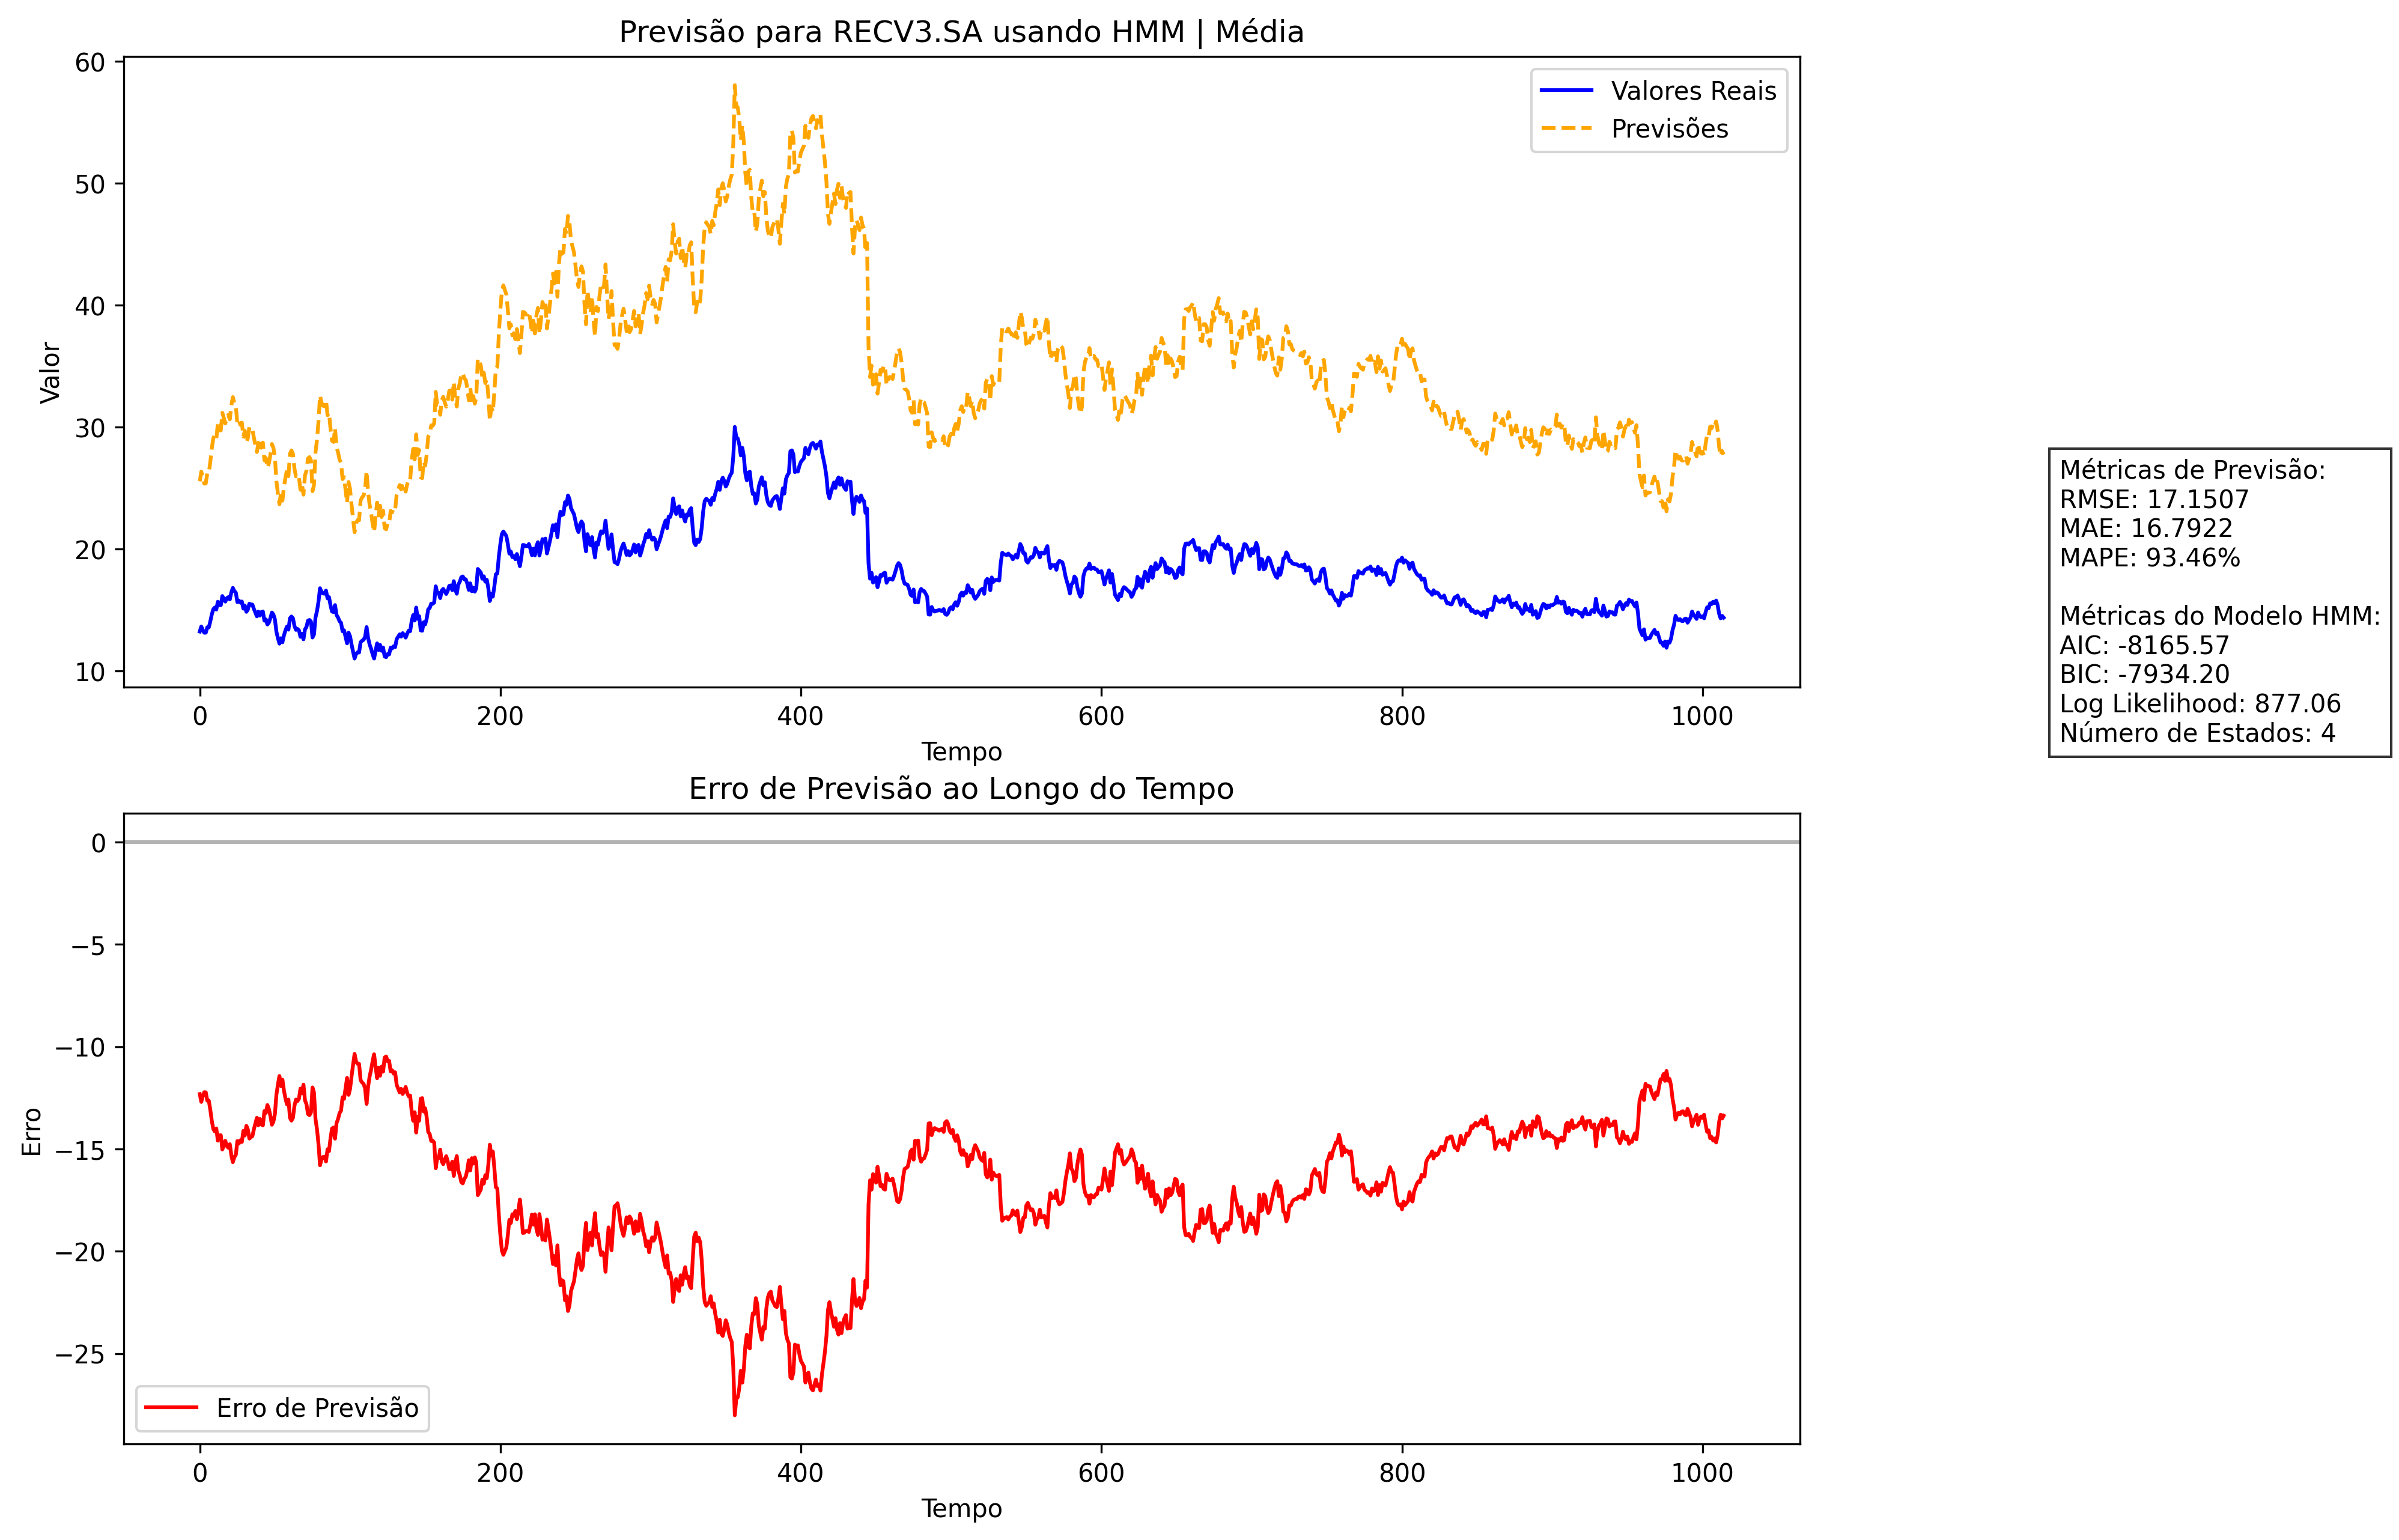 Previsão para RECV3.SA usando HMM | Média
60
50
40
30
20
10
Valor
Valores Reais
Previsões
0
200
400
600
800
1000
Tempo
Métricas de Previsão:
RMSE: 17.1507
MAE: 16.7922
MAPE: 93.46%
Métricas do Modelo HMM:
AIC: -8165.57
BIC: -7934.20
Log Likelihood: 877.06
Número de Estados: 4
Erro de Previsão ao Longo do Tempo
0
−5
−10
−15
−20
−25
Erro
Erro de Previsão
0
200
400
600
800
1000
Tempo